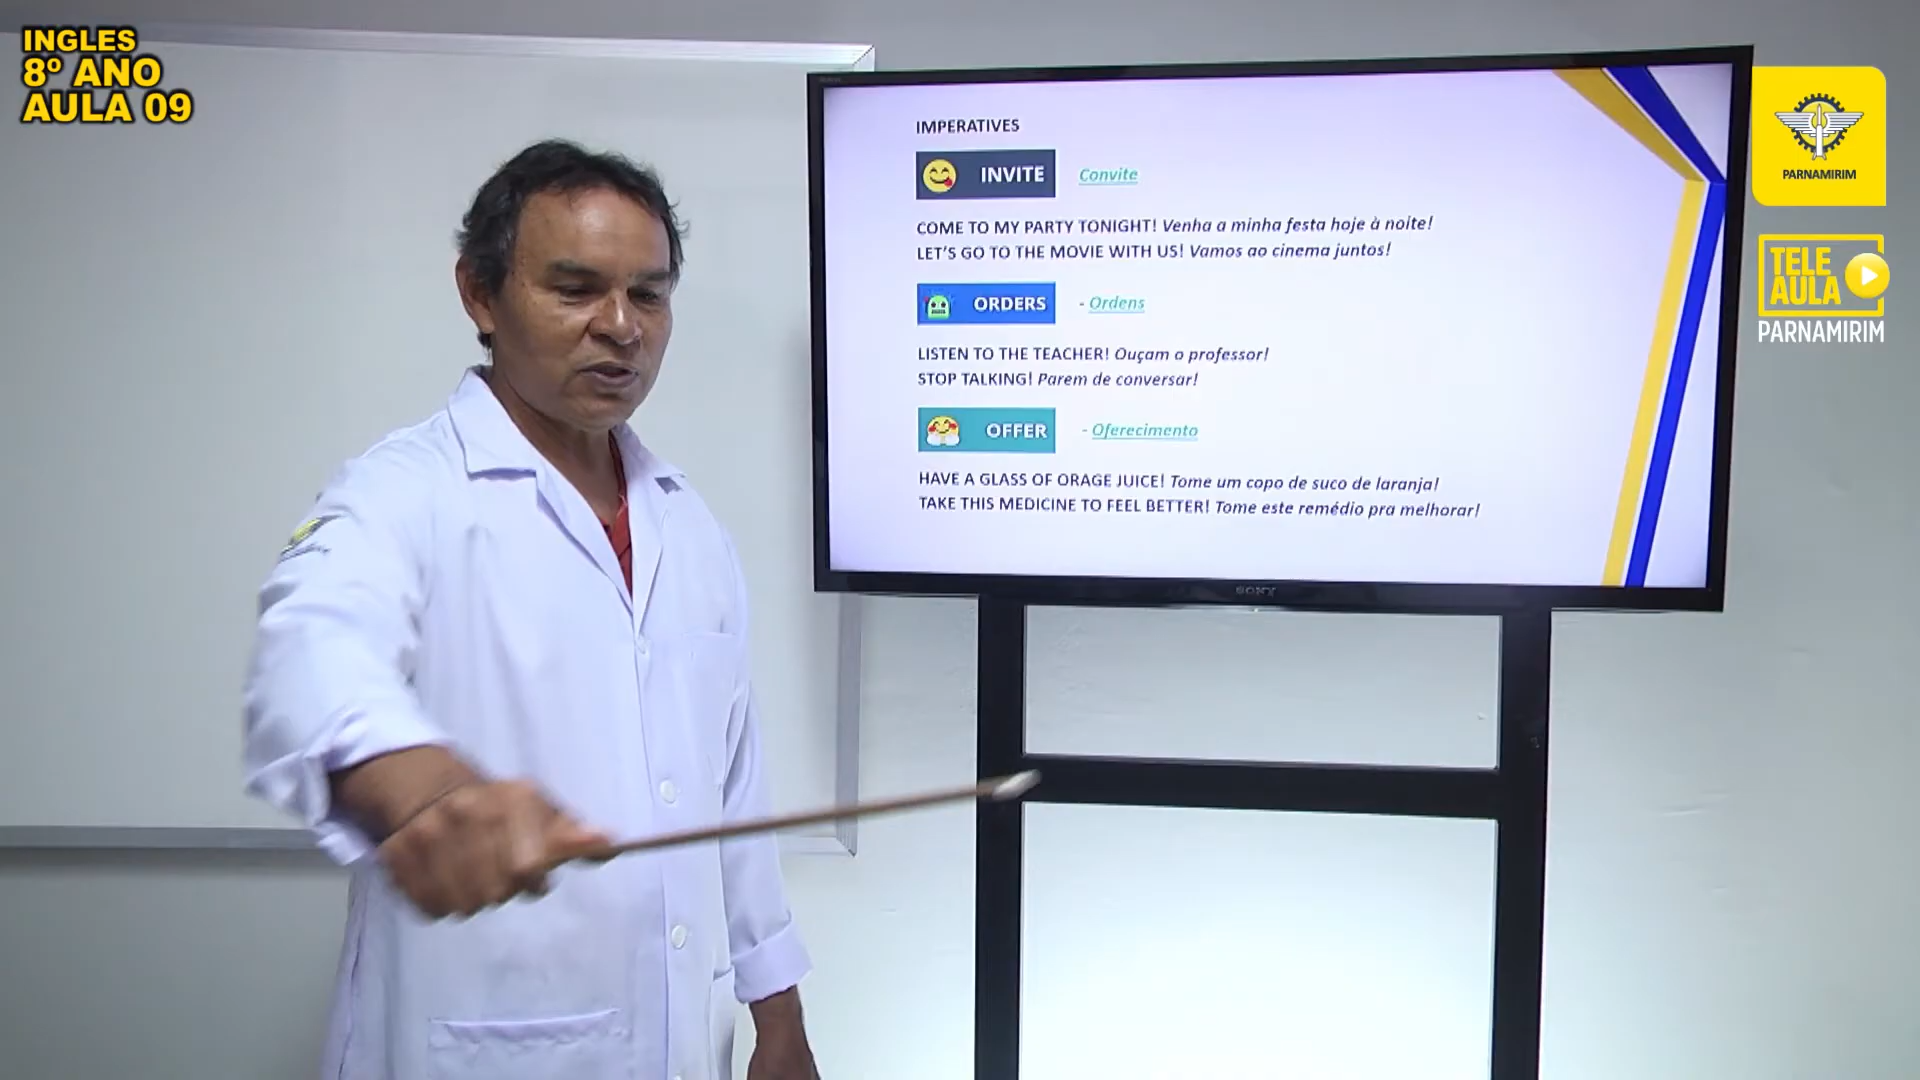 INGLES
8º ANO
AULA 09
IMPERATIVES
INVITE Convite
COME TO MY PARTY TONIGHT! Venha a minha festa hoje à noite!
LET'S GO TO THE MOVIE WITH US! Vamos ao cinema juntos!
ORDERS - Ordens
LISTEN TO THE TEACHER! Ouçam o professor!
STOP TALKING! Parem de conversar!
OFFER - Oferecimento
HAVE A GLASS OF ORAGE JUICE! Tome um copo de suco de laranja!
TAKE THIS MEDICINE TO FEEL BETTER! Tome este remédio pra melhorar!
SONY
PARNAMIRIM
TELE
AULA
PARNAMIRIM